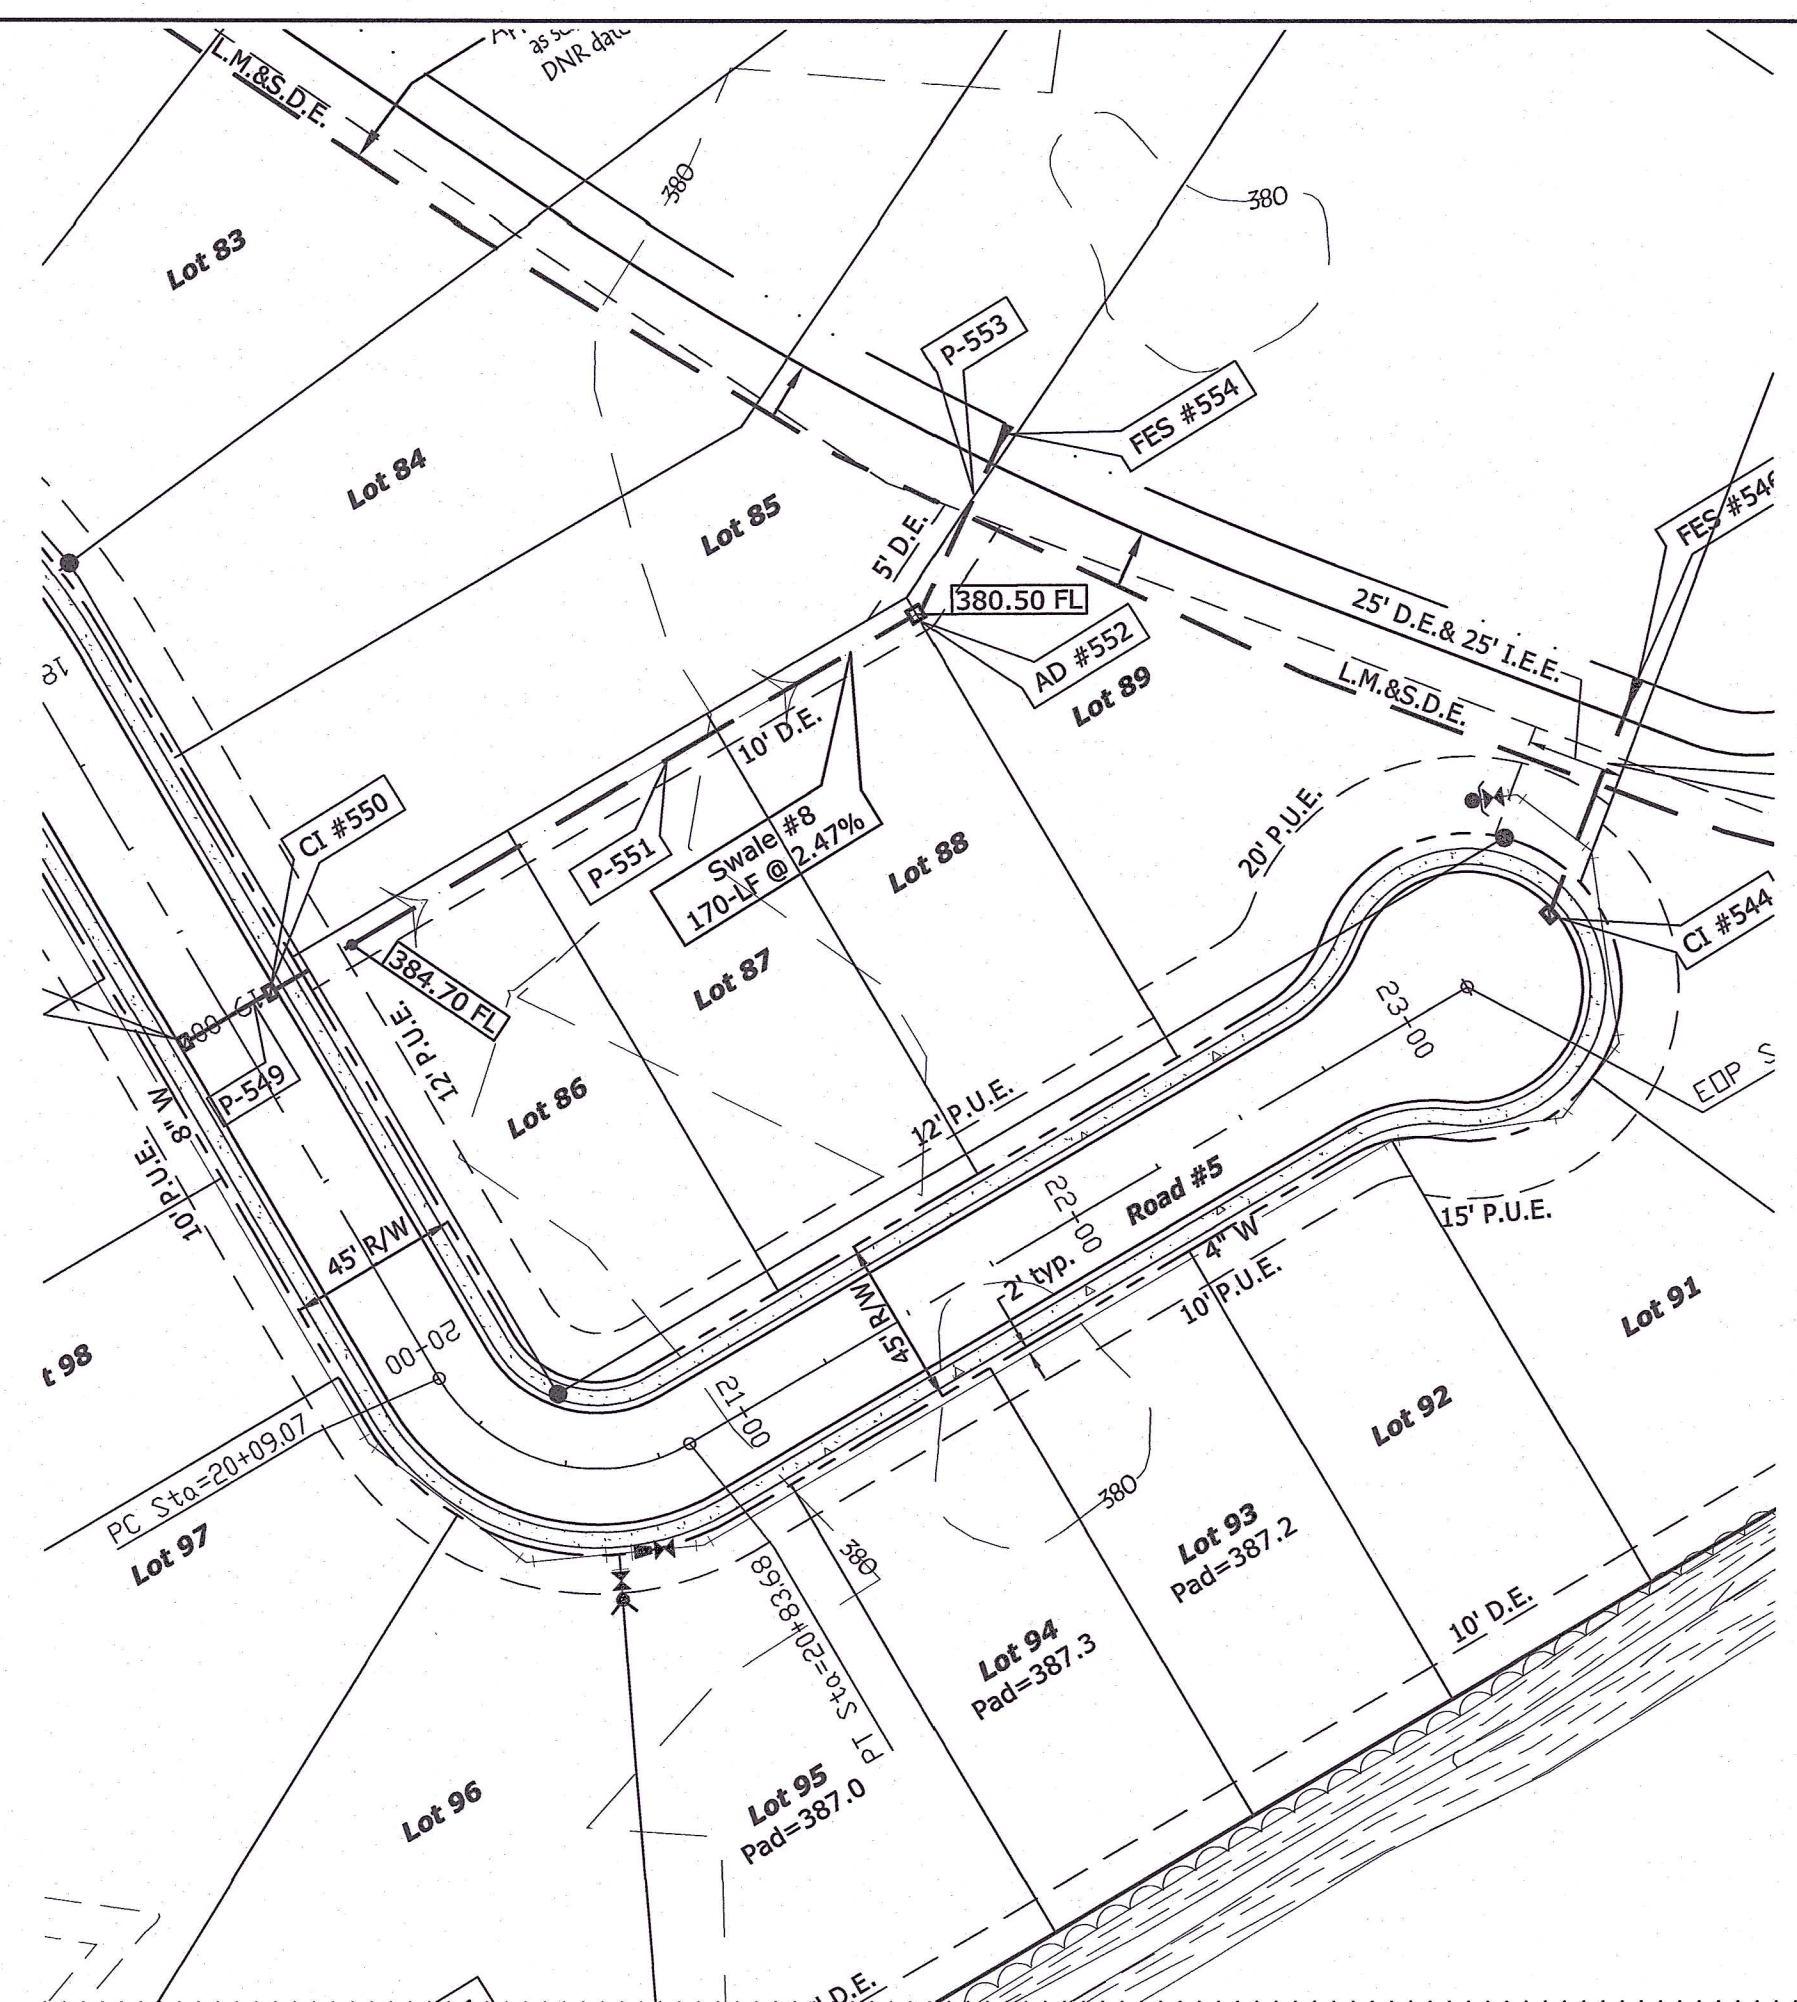 L.M.&S.D.E.
DNR
380
380
Lot 83
P-553
FES #554
Lot 84
Lot 85
5' D.E.
380.50 FL
AD #552
Lot 89
25' D.E.& 25' I.E.E.
L.M.&S.D.E.
18
10' D.E.
CI #550
P-551
Swale #8
170-LF @ 2.47%
Lot 88
20' P.U.E.
CI #544
384.70 FL
Lot 87
12' P.U.E.
23+00
P-549
8" W
10' P.U.E.
Lot 86
12' P.U.E.
EOP
22+00
Road #5
15' P.U.E.
45' R/W
4" W
2' typ.
10' P.U.E.
45' R/W
Lot 91
20+00
98
21+00
Lot 92
PC Sta=20+09.07
Lot 97
380
380
Lot 93
Pad=387.2
PT Sta=20+83.68
10' D.E.
Lot 94
Pad=387.3
Lot 96
Lot 95
Pad=387.0
D.E.